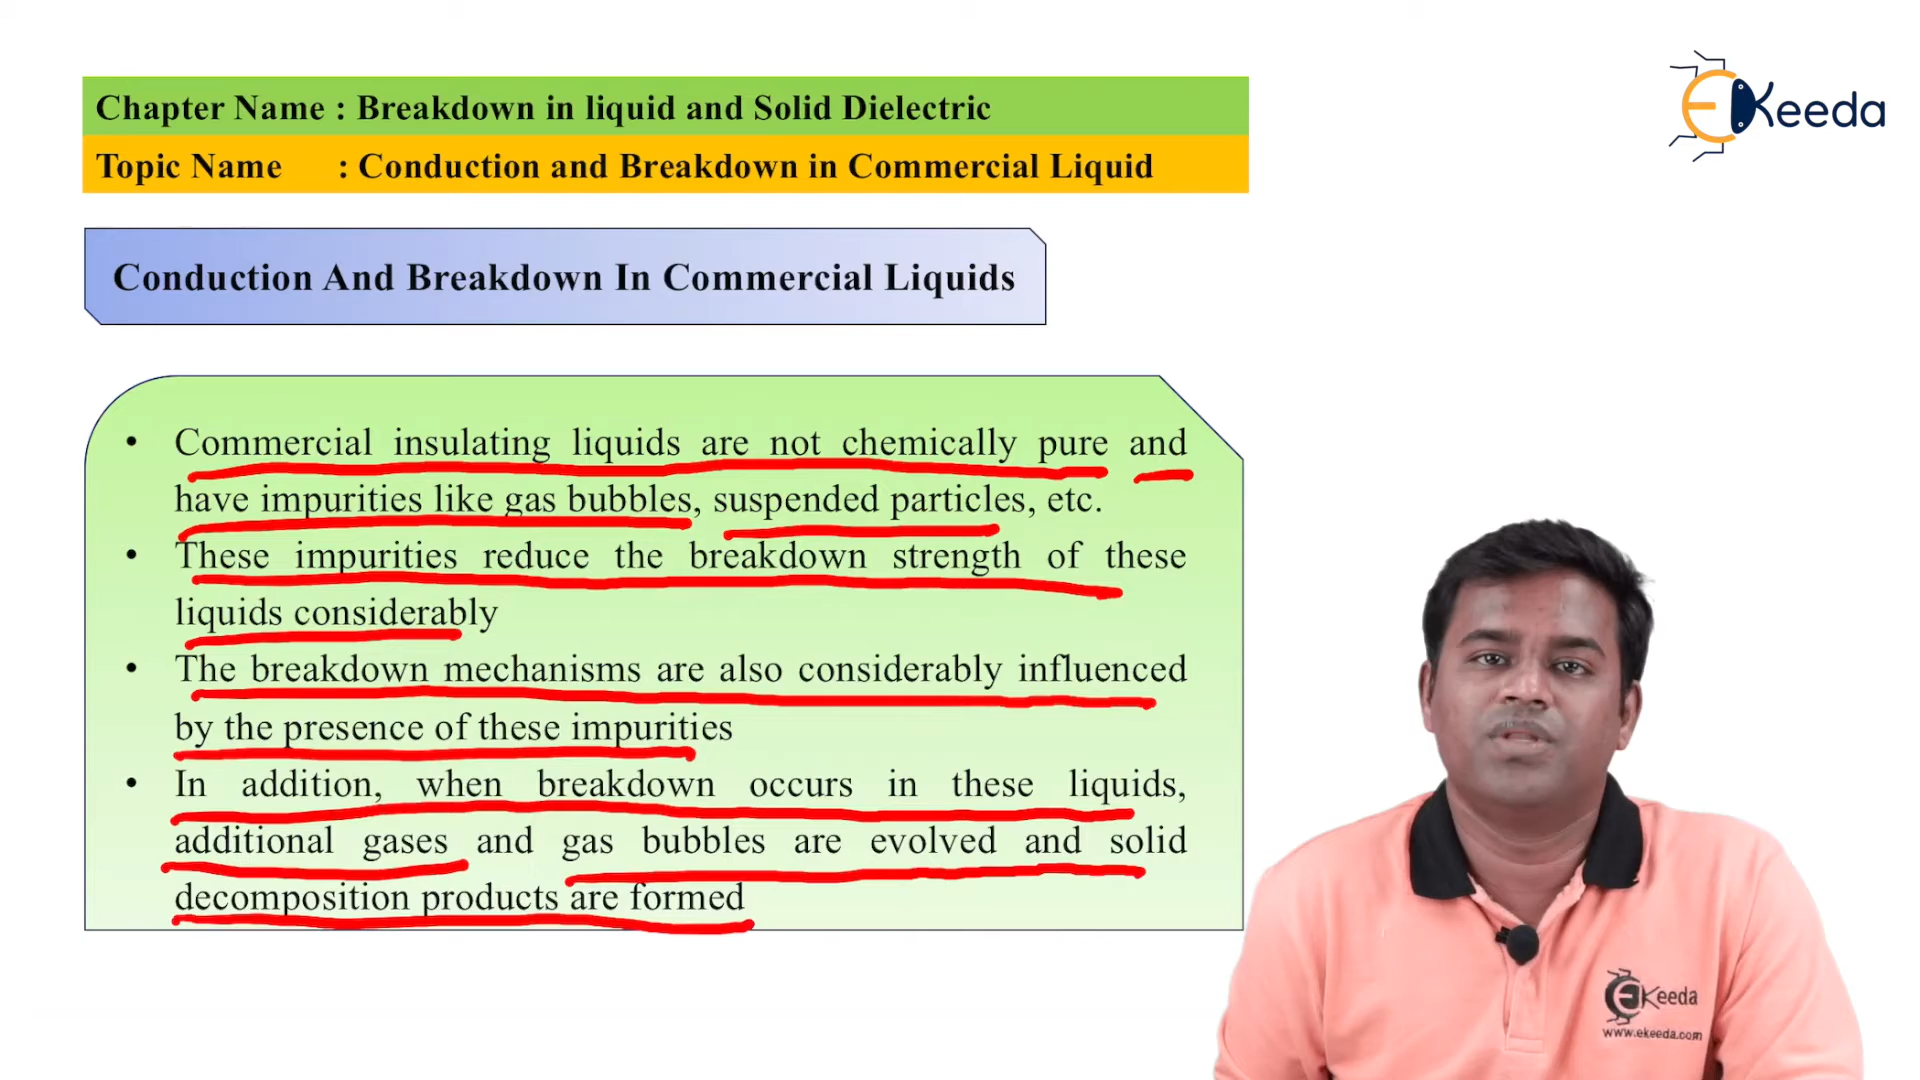 Chapter Name : Breakdown in liquid and Solid Dielectric
EKeeda
Topic Name : Conduction and Breakdown in Commercial Liquid
Conduction And Breakdown In Commercial Liquids
• Commercial insulating liquids are not chemically pure and
have impurities like gas bubbles, suspended particles, etc.
• These impurities reduce the breakdown strength of these
liquids considerably
• The breakdown mechanisms are also considerably influenced
by the presence of these impurities
• In addition, when breakdown occurs in these liquids,
additional gases and gas bubbles are evolved and solid
decomposition products are formed
EKeeda
www.ekeeda.com